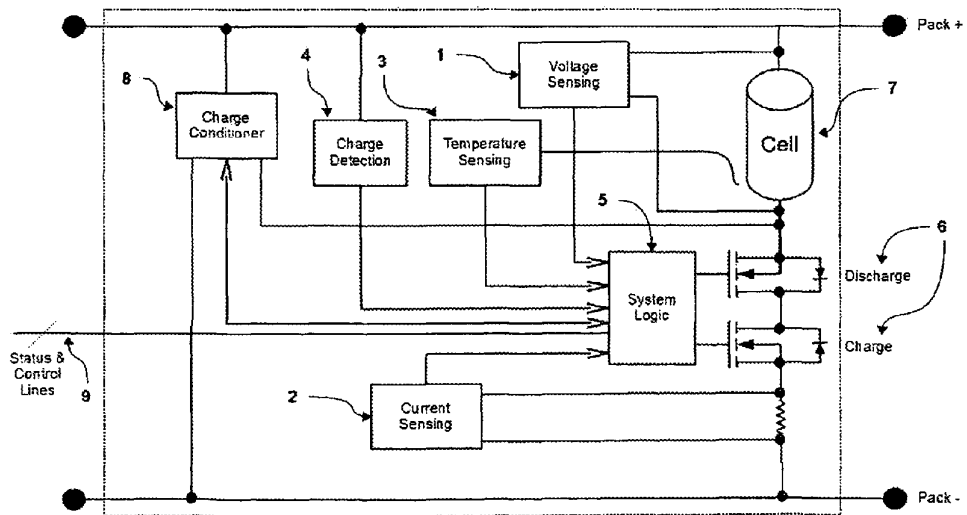 Pack +
4
1
3
Voltage
Sensing
8
7
Charge
Conditioner
Charge
Detection
Temperature
Sensing
Cell
5
6
System
Logic
Discharge
Charge
Status &
Control
Lines
9
2
Current
Sensing
Pack -